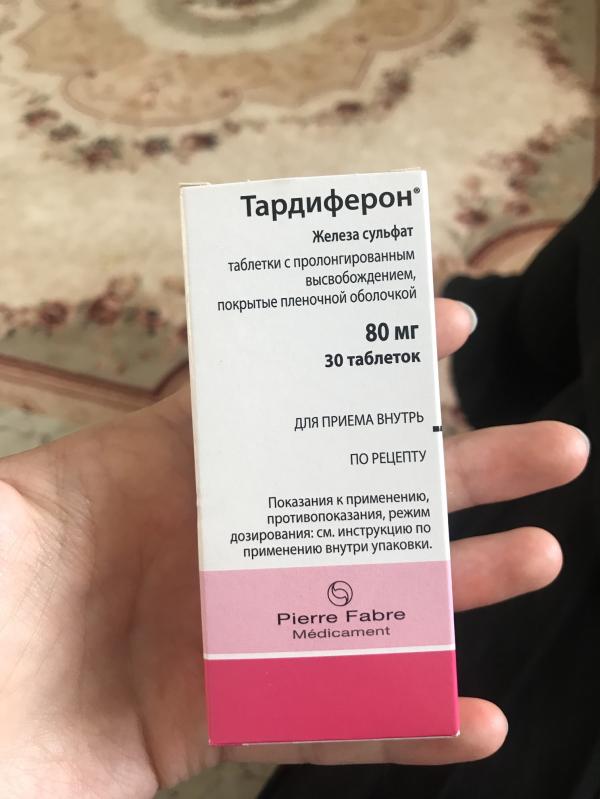 Тардиферон®
Железа сульфат
таблетки с пролонгированным
высвобождением,
покрытые пленочной оболочкой
80 мг
30 таблеток
ДЛЯ ПРИЕМА ВНУТРЬ
ПО РЕЦЕПТУ
Показания к применению,
противопоказания, режим
дозирования: см. инструкцию по
применению внутри упаковки.
Pierre Fabre
Médicament